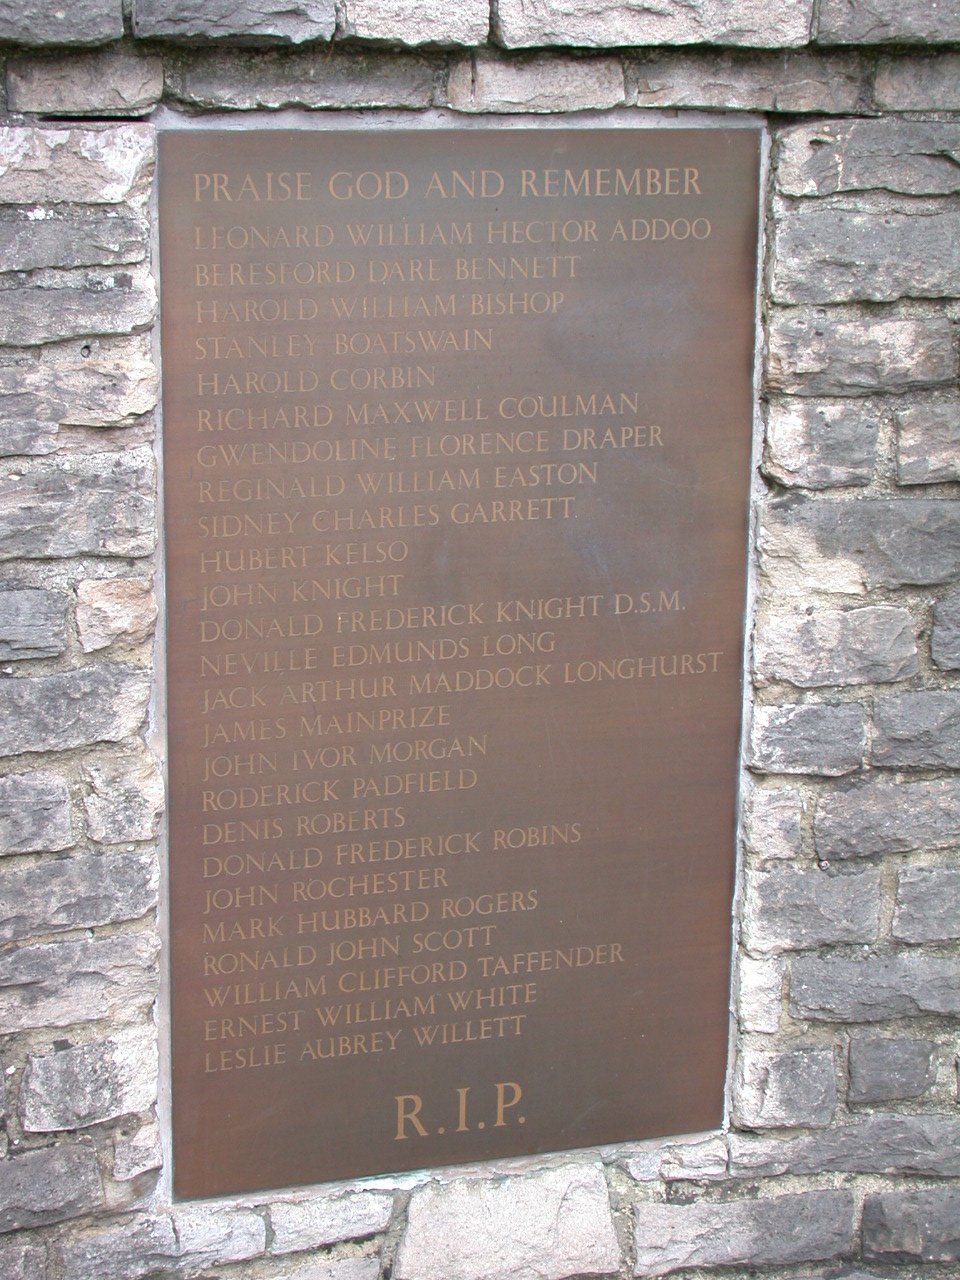 PRAISE GOD AND REMEMBER
LEONARD WILLIAM HECTOR ADDOO
BERESFORD DARE BENNETT
HAROLD WILLIAM BISHOP
STANLEY BOATSWAIN
HAROLD CORBIN
RICHARD MAXWELL COULMAN
GWENDOLINE FLORENCE DRAPER
REGINALD WILLIAM EASTON
SIDNEY CHARLES GARRETT
HUBERT KELSO
JOHN KNIGHT
DONALD FREDERICK KNIGHT D.S.M.
NEVILLE EDMUNDS LONG
JACK ARTHUR MADDOCK LONGHURST
JAMES MAINPRIZE
JOHN IVOR MORGAN
RODERICK PADFIELD
DENIS ROBERTS
DONALD FREDERICK ROBINS
JOHN ROCHESTER
MARK HUBBARD ROGERS
RONALD JOHN SCOTT
WILLIAM CLIFFORD TAFFENDER
ERNEST WILLIAM WHITE
LESLIE AUBREY WILLETT
R.I.P.